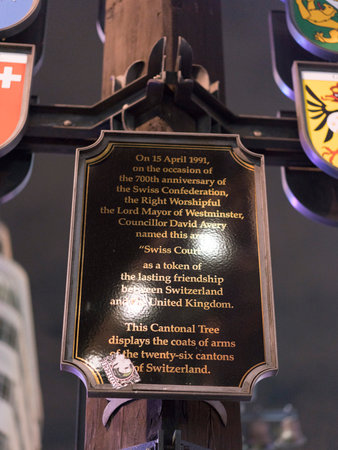 On 15 April 1991,
on the occasion of
the 700th anniversary of
the Swiss Confederation,
the Right Worshipful
the Lord Mayor of Westminster,
Councillor David Avery
named this
"Swiss
as a token of
the lasting friendship
between Switzerland
United Kingdom.
This Cantonal Tree
displays the coats of arms
of the twenty-six cantons
of Switzerland.